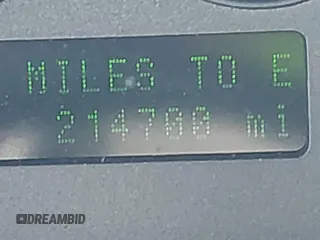 MILES TO E
214700 mi
DREAMBID